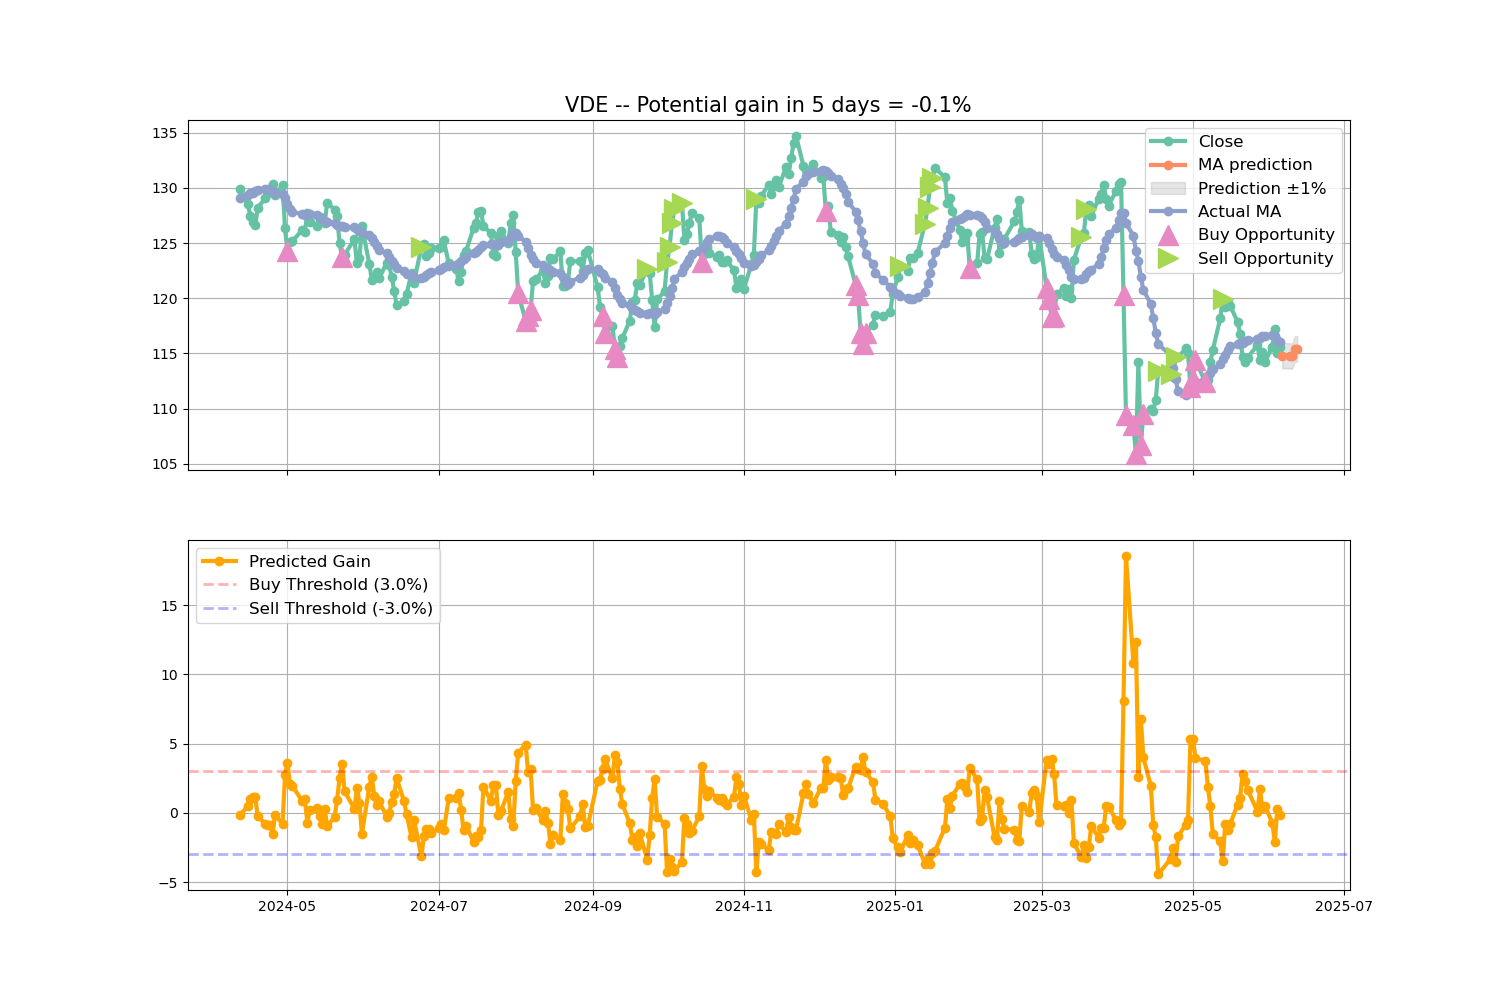 VDE -- Potential gain in 5 days = -0.1%
135
130
125
120
115
110
105
Close
MA prediction
Prediction ±1%
Actual MA
Buy Opportunity
Sell Opportunity
Predicted Gain
Buy Threshold (3.0%)
Sell Threshold (-3.0%)
15
10
5
0
−5
2024-05 2024-07 2024-09 2024-11 2025-01 2025-03 2025-05 2025-07